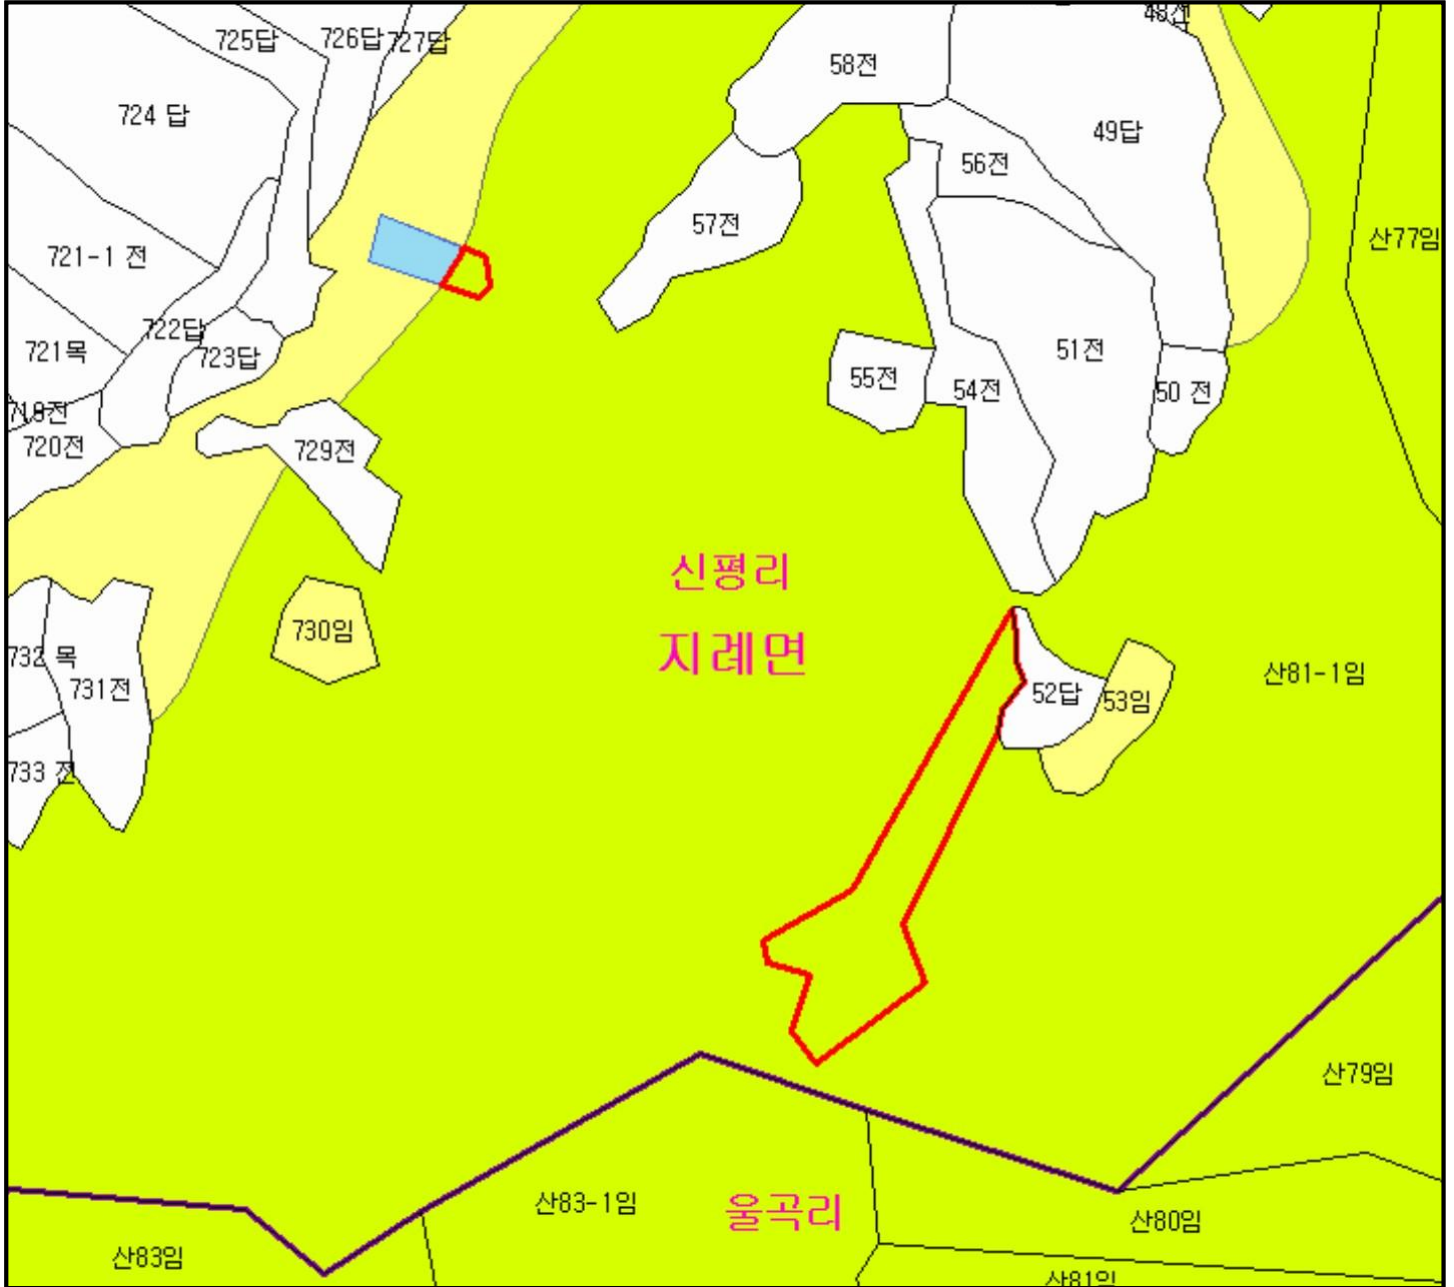 725답
726답
727답
48전
58전
724 답
49답
56전
57전
산77임
721-1 전
722답
721목
723답
51전
55전
54전
50 전
720전
729전
신평리
730임
지례면
732 목
731전
산81-1임
52답
53임
733 전
산79임
산83-1임
울곡리
산80임
산83임
산81임